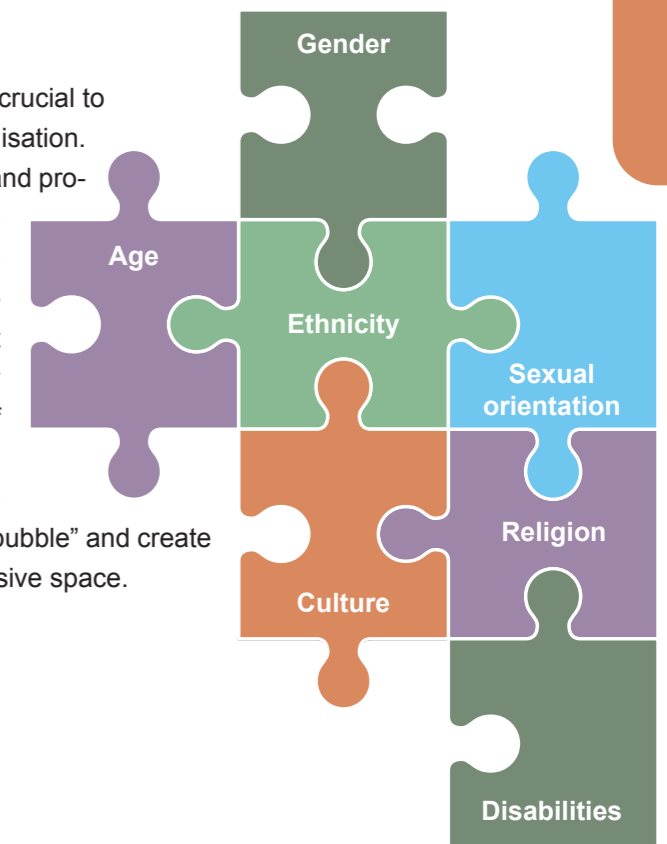 crucial to
isation.
and pro-
bubble” and create
sive space.
Gender
Age
Ethnicity
Sexual
orientation
Religion
Culture
Disabilities